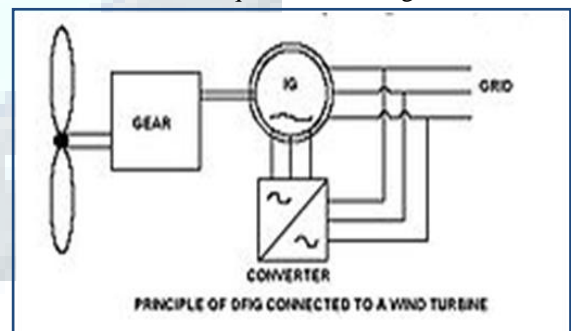 IG
GRID
GEAR
CONVERTER
PRINCIPLE OF DFIG CONNECTED TO A WIND TURBINE